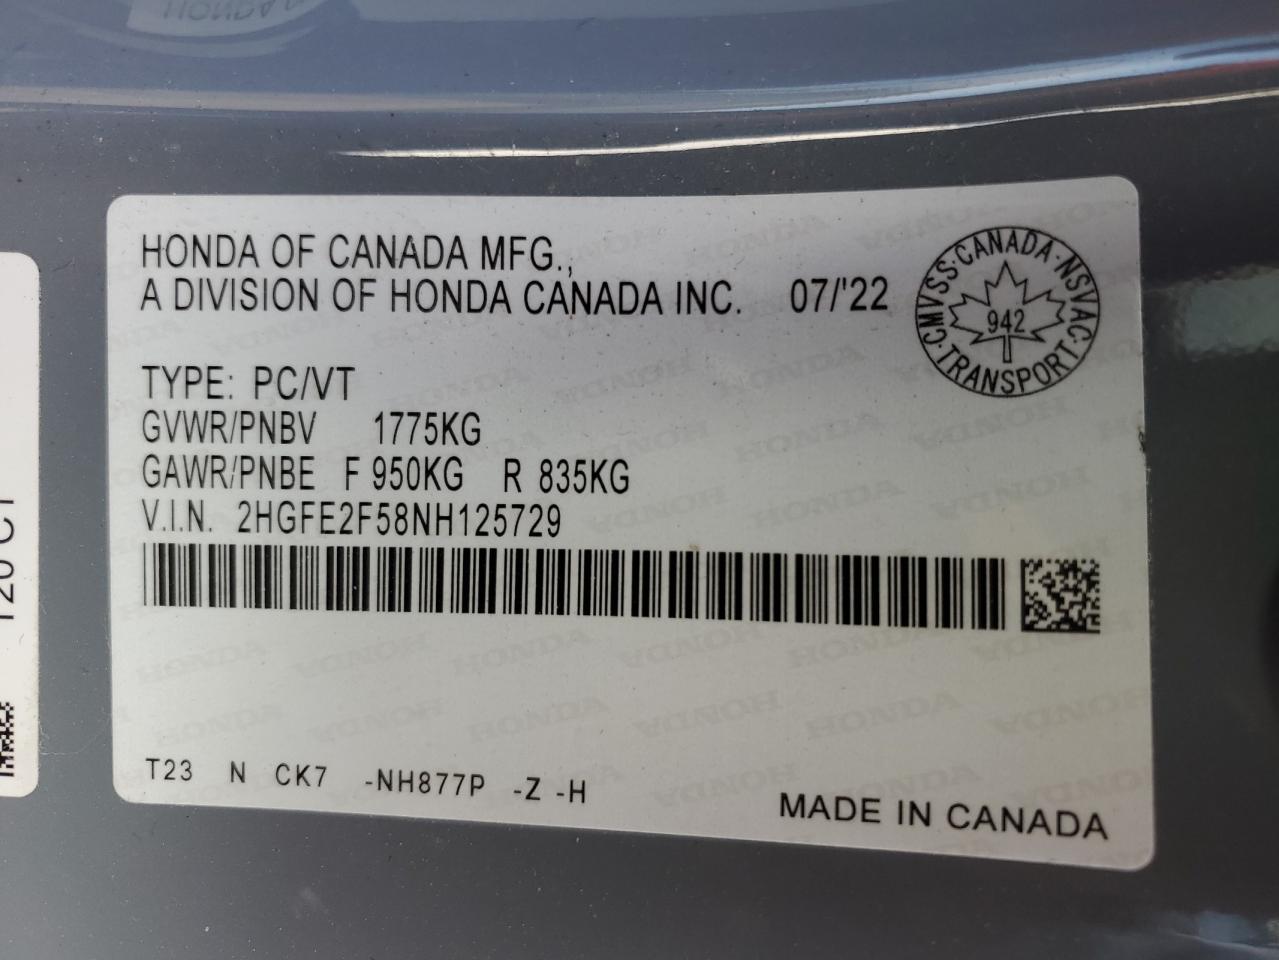 HONDA OF CANADA MFG.,
A DIVISION OF HONDA CANADA INC. 07/'22
CMVSS·CANADA·NSVAC·TRANSPORT
942
TYPE: PC/VT
GVWR/PNBV 1775KG
GAWR/PNBE F 950KG R 835KG
V.I.N. 2HGFE2F58NH125729
T23 N CK7 -NH877P -Z -H
MADE IN CANADA